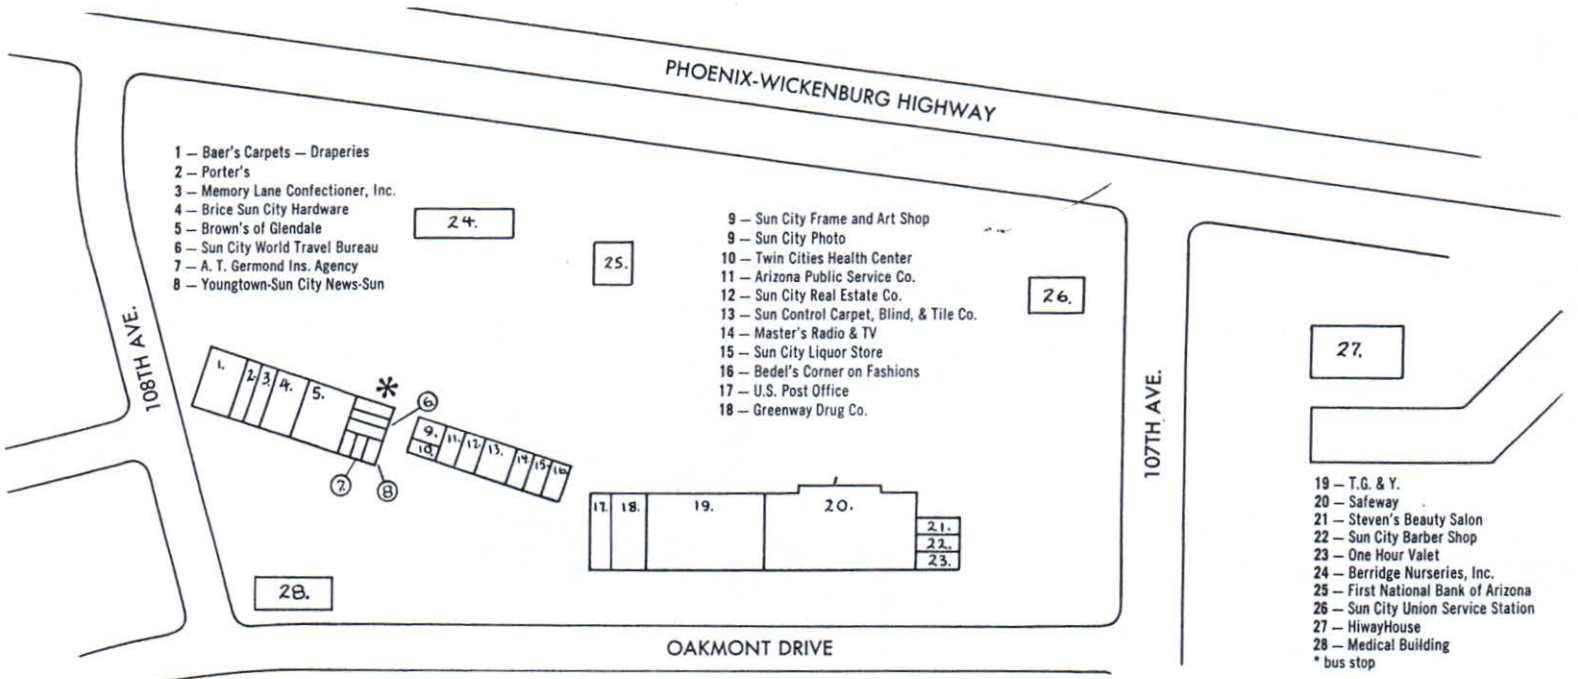 PHOENIX-WICKENBURG HIGHWAY
1 — Baer's Carpets — Draperies
2 — Porter's
3 — Memory Lane Confectioner, Inc.
4 — Brice Sun City Hardware
5 — Brown's of Glendale
6 — Sun City World Travel Bureau
7 — A. T. Germond Ins. Agency
8 — Youngtown-Sun City News-Sun
24.
25.
9 — Sun City Frame and Art Shop
9 — Sun City Photo
10 — Twin Cities Health Center
11 — Arizona Public Service Co.
12 — Sun City Real Estate Co.
13 — Sun Control Carpet, Blind, & Tile Co.
14 — Master's Radio & TV
15 — Sun City Liquor Store
16 — Bedel's Corner on Fashions
17 — U.S. Post Office
18 — Greenway Drug Co.
26.
27.
108TH AVE.
1.
2.
3.
4.
5.
*
6
7.
8
9.
10.
11.
12.
13.
14.
15.
16.
107TH AVE.
17.
18.
19.
20.
21.
22.
23.
28.
OAKMONT DRIVE
19 — T.G. & Y.
20 — Safeway
21 — Steven's Beauty Salon
22 — Sun City Barber Shop
23 — One Hour Valet
24 — Berridge Nurseries, Inc.
25 — First National Bank of Arizona
26 — Sun City Union Service Station
27 — HiwayHouse
28 — Medical Building
* bus stop